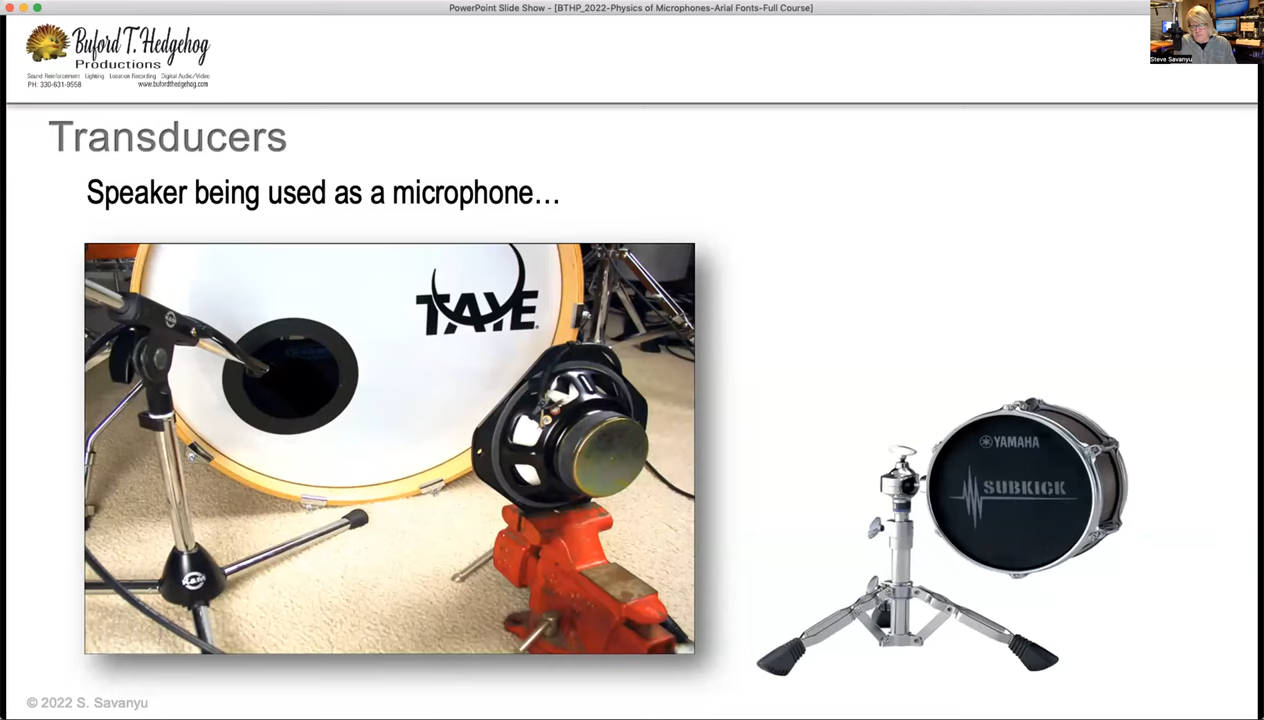 PowerPoint Slide Show - [BTHP_2022-Physics of Microphones-Arial Fonts-Full Course]
Buford T. Hedgehog
Productions
Sound Reinforcement Lighting Location Recording Digital Audio/Video
PH: 330-631-9558 www.bufordthedgehog.com
Steve Savanyu
Transducers
Speaker being used as a microphone…
TAYE
K&M
YAMAHA
SUBKICK
© 2022 S. Savanyu